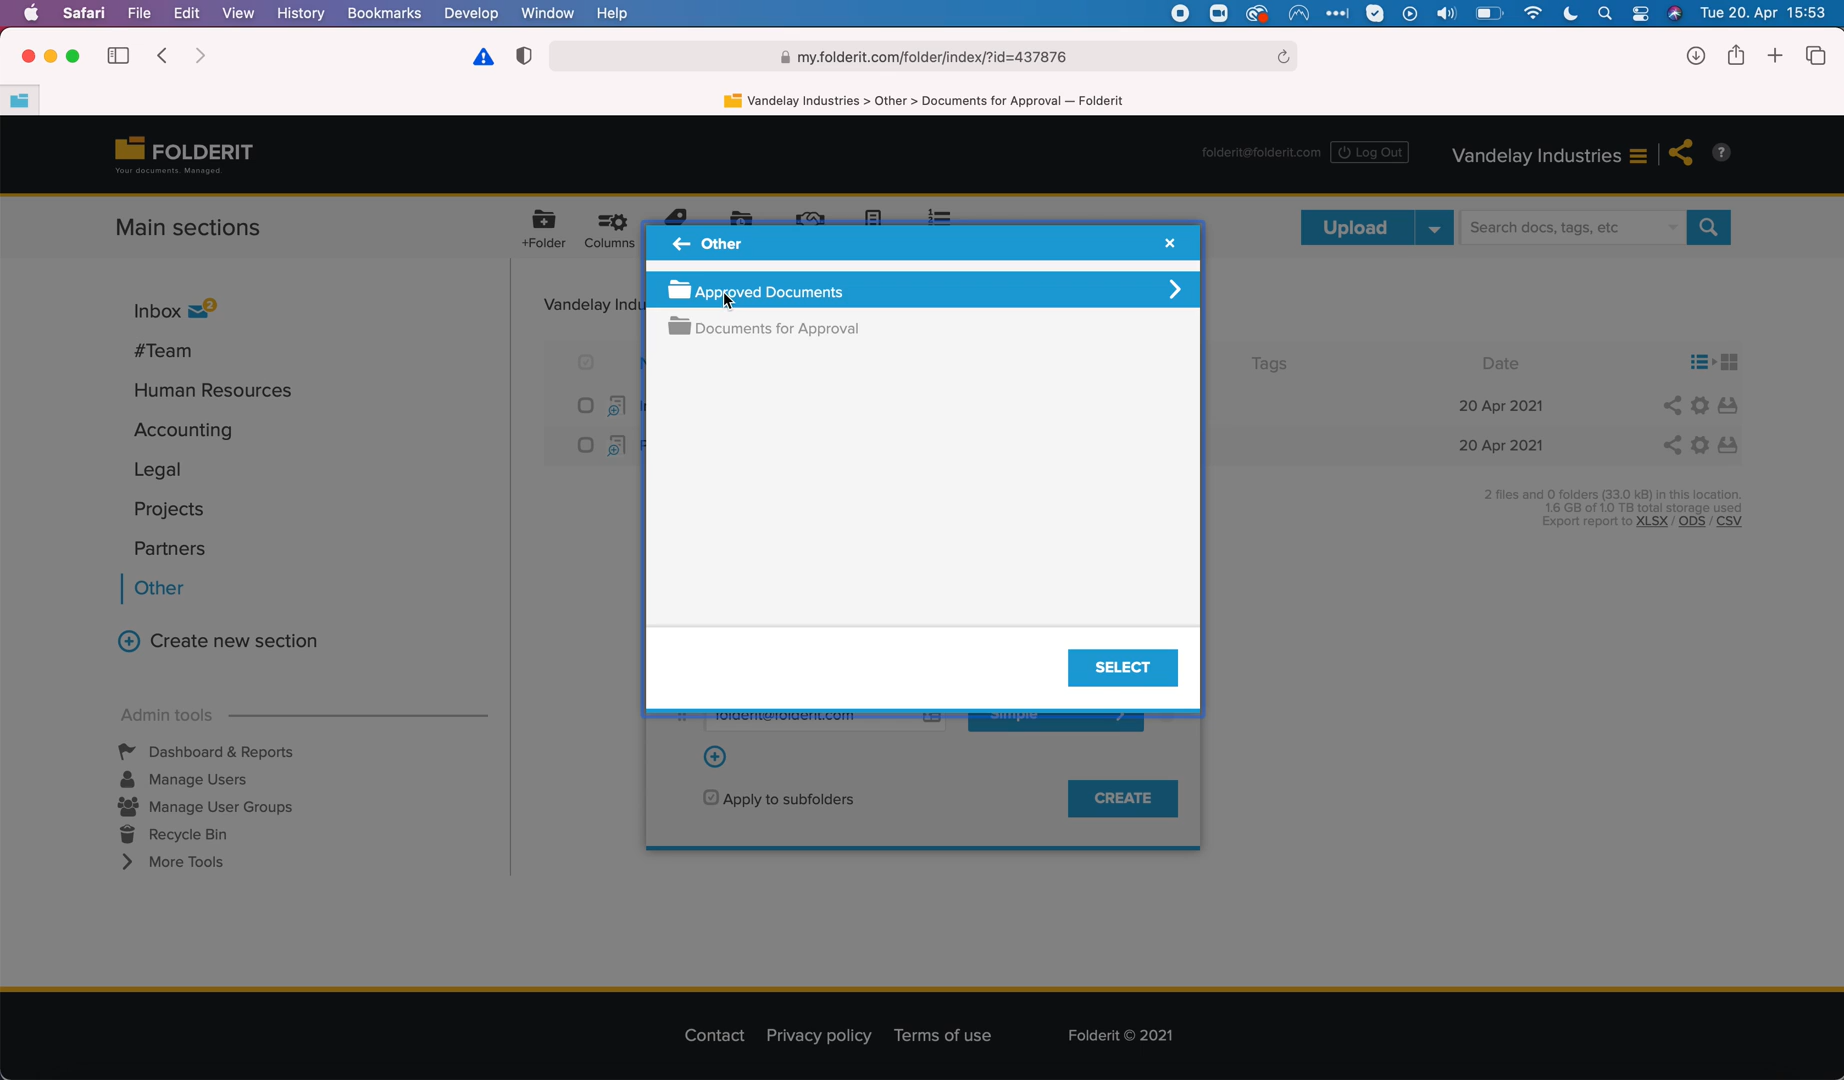 Safari File Edit View History Bookmarks Develop Window Help Tue 20. Apr 15:53
my.folderit.com/folder/index/?id=437876
Vandelay Industries > Other > Documents for Approval — Folderit
FOLDERIT
Your documents. Managed.
folderit@folderit.com Log Out Vandelay Industries ?
Main sections
+Folder Columns
Upload Search docs, tags, etc
Other
Approved Documents
Documents for Approval
SELECT
Vandelay Indu
Tags Date
20 Apr 2021
20 Apr 2021
2 files and 0 folders (33.0 kB) in this location.
1.6 GB of 1.0 TB total storage used
Export report to XLSX / ODS / CSV
Inbox 2
#Team
Human Resources
Accounting
Legal
Projects
Partners
Other
Create new section
Admin tools
Dashboard & Reports
Manage Users
Manage User Groups
Recycle Bin
More Tools
folderit@folderit.com Simple
Apply to subfolders CREATE
Contact Privacy policy Terms of use Folderit © 2021